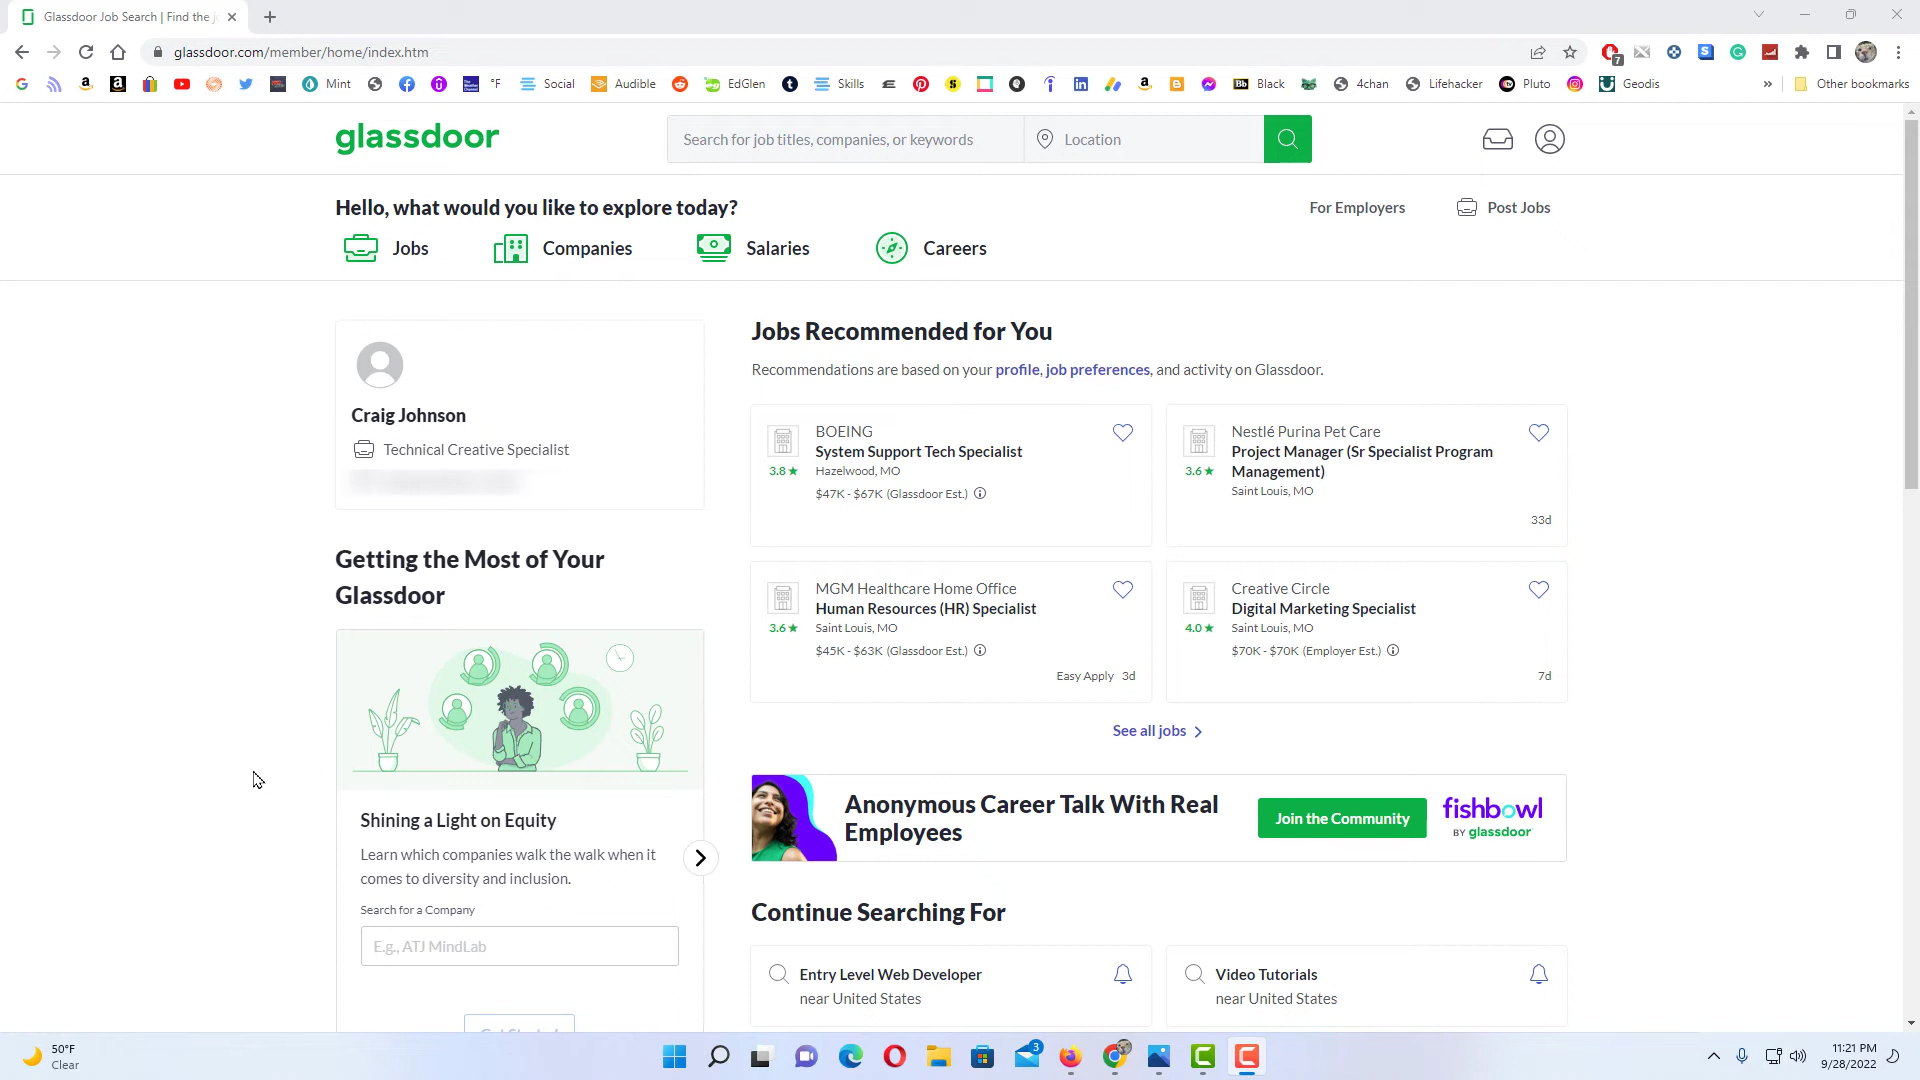 Glassdoor Job Search | Find the j
glassdoor.com/member/home/index.htm
7
Mint
°F
Social
Audible
EdGlen
Skills
Black
4chan
Lifehacker
Pluto
Geodis
Other bookmarks
glassdoor
Search for job titles, companies, or keywords
Location
Hello, what would you like to explore today?
For Employers
Post Jobs
Jobs
Companies
Salaries
Careers
Craig Johnson
Technical Creative Specialist
Jobs Recommended for You
Recommendations are based on your profile, job preferences, and activity on Glassdoor.
BOEING
System Support Tech Specialist
3.8 ★
Hazelwood, MO
$47K - $67K (Glassdoor Est.)
Nestlé Purina Pet Care
Project Manager (Sr Specialist Program
Management)
3.6 ★
Saint Louis, MO
33d
MGM Healthcare Home Office
Human Resources (HR) Specialist
3.6 ★
Saint Louis, MO
$45K - $63K (Glassdoor Est.)
Easy Apply 3d
Creative Circle
Digital Marketing Specialist
4.0 ★
Saint Louis, MO
$70K - $70K (Employer Est.)
7d
See all jobs
Getting the Most of Your
Glassdoor
Shining a Light on Equity
Learn which companies walk the walk when it
comes to diversity and inclusion.
Search for a Company
E.g., ATJ MindLab
Anonymous Career Talk With Real
Employees
Join the Community
fishbowl
BY glassdoor
Continue Searching For
Entry Level Web Developer
near United States
Video Tutorials
near United States
50°F
Clear
3
11:21 PM
9/28/2022